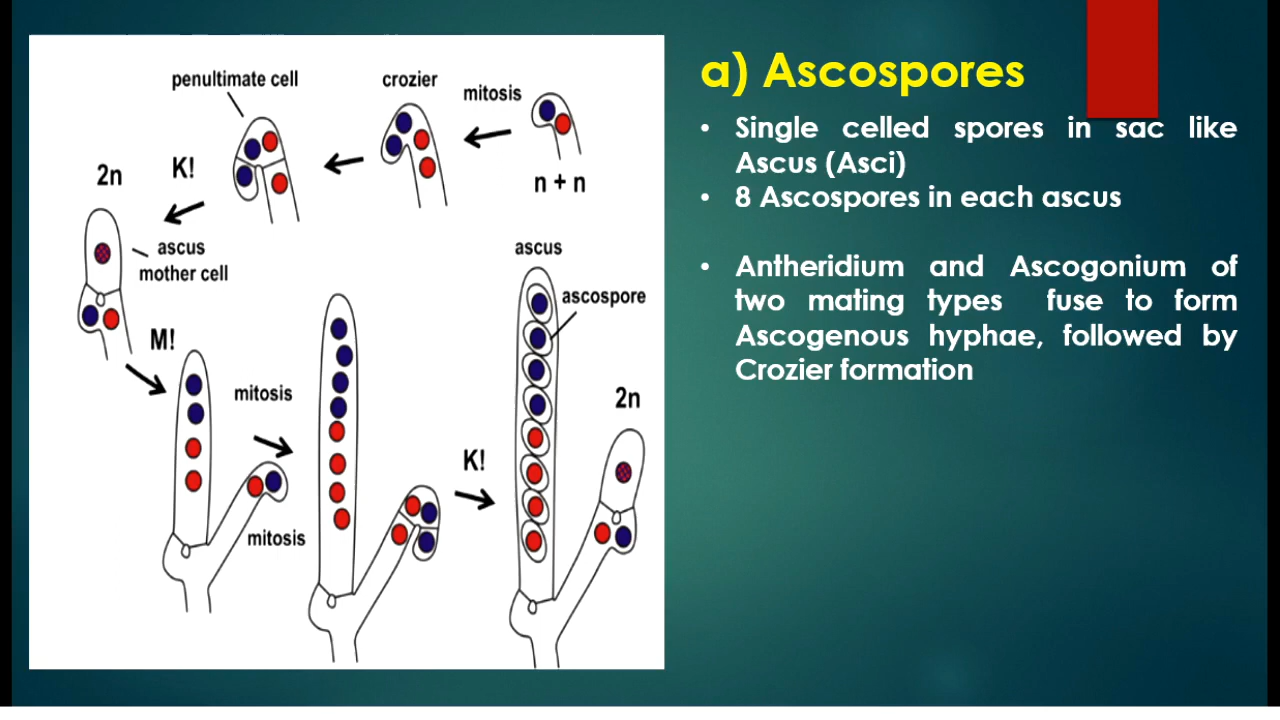 a) Ascospores
• Single celled spores in sac like
Ascus (Asci)
• 8 Ascospores in each ascus
• Antheridium and Ascogonium of
two mating types fuse to form
Ascogenous hyphae, followed by
Crozier formation
penultimate cell
crozier
mitosis
n + n
K!
2n
ascus
mother cell
M!
mitosis
mitosis
K!
ascus
ascospore
2n